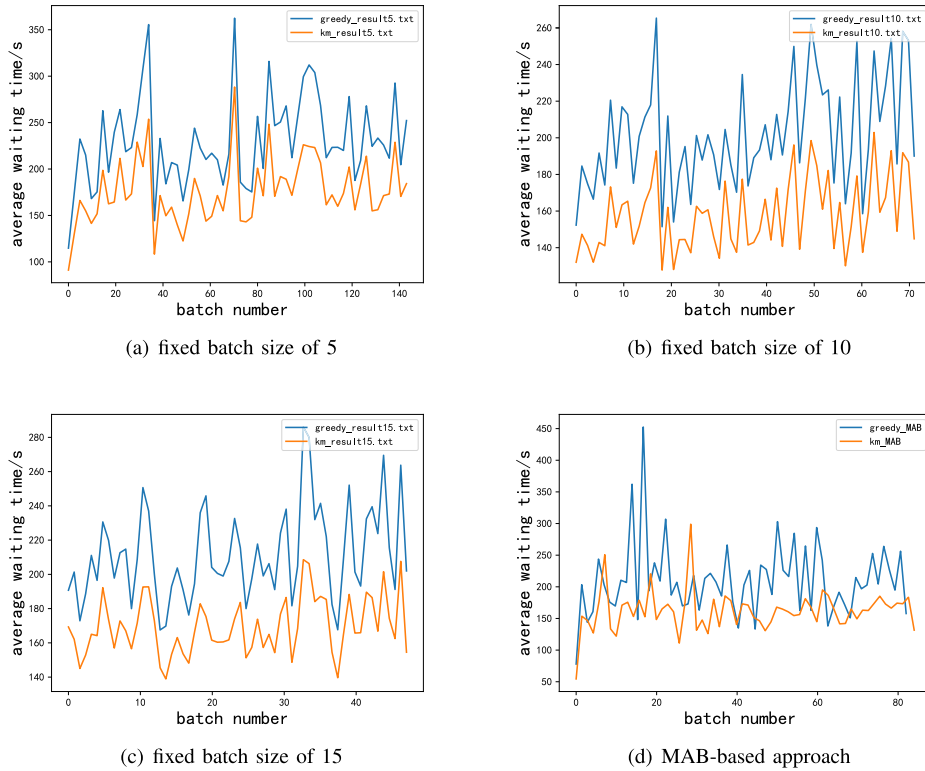 greedy_result5.txt
km_result5.txt
350
300
250
200
150
100
average waiting time/s
0 20 40 60 80 100 120 140
batch number
(a) fixed batch size of 5
greedy_result10.txt
km_result10.txt
260
240
220
200
180
160
140
average waiting time/s
0 10 20 30 40 50 60 70
batch number
(b) fixed batch size of 10
greedy_result15.txt
km_result15.txt
280
260
240
220
200
180
160
140
average waiting time/s
0 10 20 30 40
batch number
(c) fixed batch size of 15
greedy_MAB
km_MAB
450
400
350
300
250
200
150
100
50
average waiting time/s
0 20 40 60 80
batch number
(d) MAB-based approach